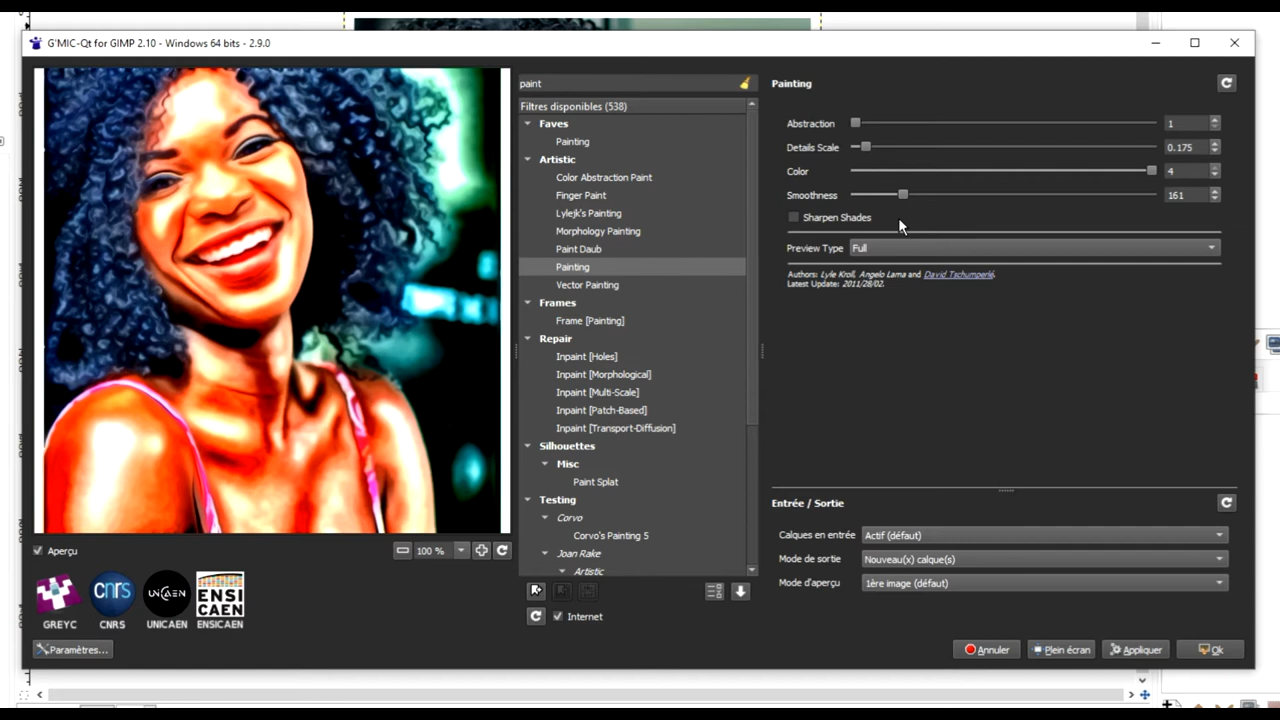 G'MIC-Qt for GIMP 2.10 - Windows 64 bits - 2.9.0
paint
Filtres disponibles (538)
Faves
Painting
Artistic
Color Abstraction Paint
Finger Paint
Lylejk's Painting
Morphology Painting
Paint Daub
Painting
Vector Painting
Frames
Frame [Painting]
Repair
Inpaint [Holes]
Inpaint [Morphological]
Inpaint [Multi-Scale]
Inpaint [Patch-Based]
Inpaint [Transport-Diffusion]
Silhouettes
Misc
Paint Splat
Testing
Corvo
Corvo's Painting 5
Joan Rake
Artistic
Internet
Painting
Abstraction 1
Details Scale 0.175
Color 4
Smoothness 161
Sharpen Shades
Preview Type Full
Authors: Lyle Kroll, Angelo Lama and David Tschumperlé.
Latest Update: 2011/28/02.
Entrée / Sortie
Calques en entrée Actif (défaut)
Mode de sortie Nouveau(x) calque(s)
Mode d'aperçu 1ère image (défaut)
Aperçu
100 %
cnrs
UNICAEN
ENSI
CAEN
GREYC CNRS UNICAEN ENSICAEN
Paramètres...
Annuler Plein écran Appliquer Ok